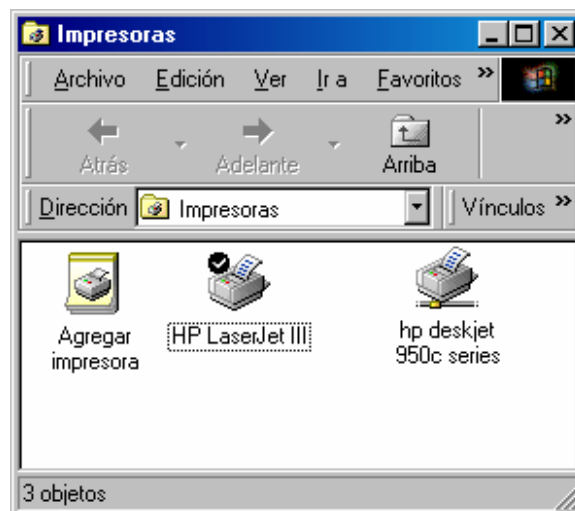 Impresoras
Archivo Edición Ver Ir a Favoritos »
Atrás Adelante Arriba »
Dirección Impresoras Vínculos »
Agregar impresora
HP LaserJet III
hp deskjet
950c series
3 objetos